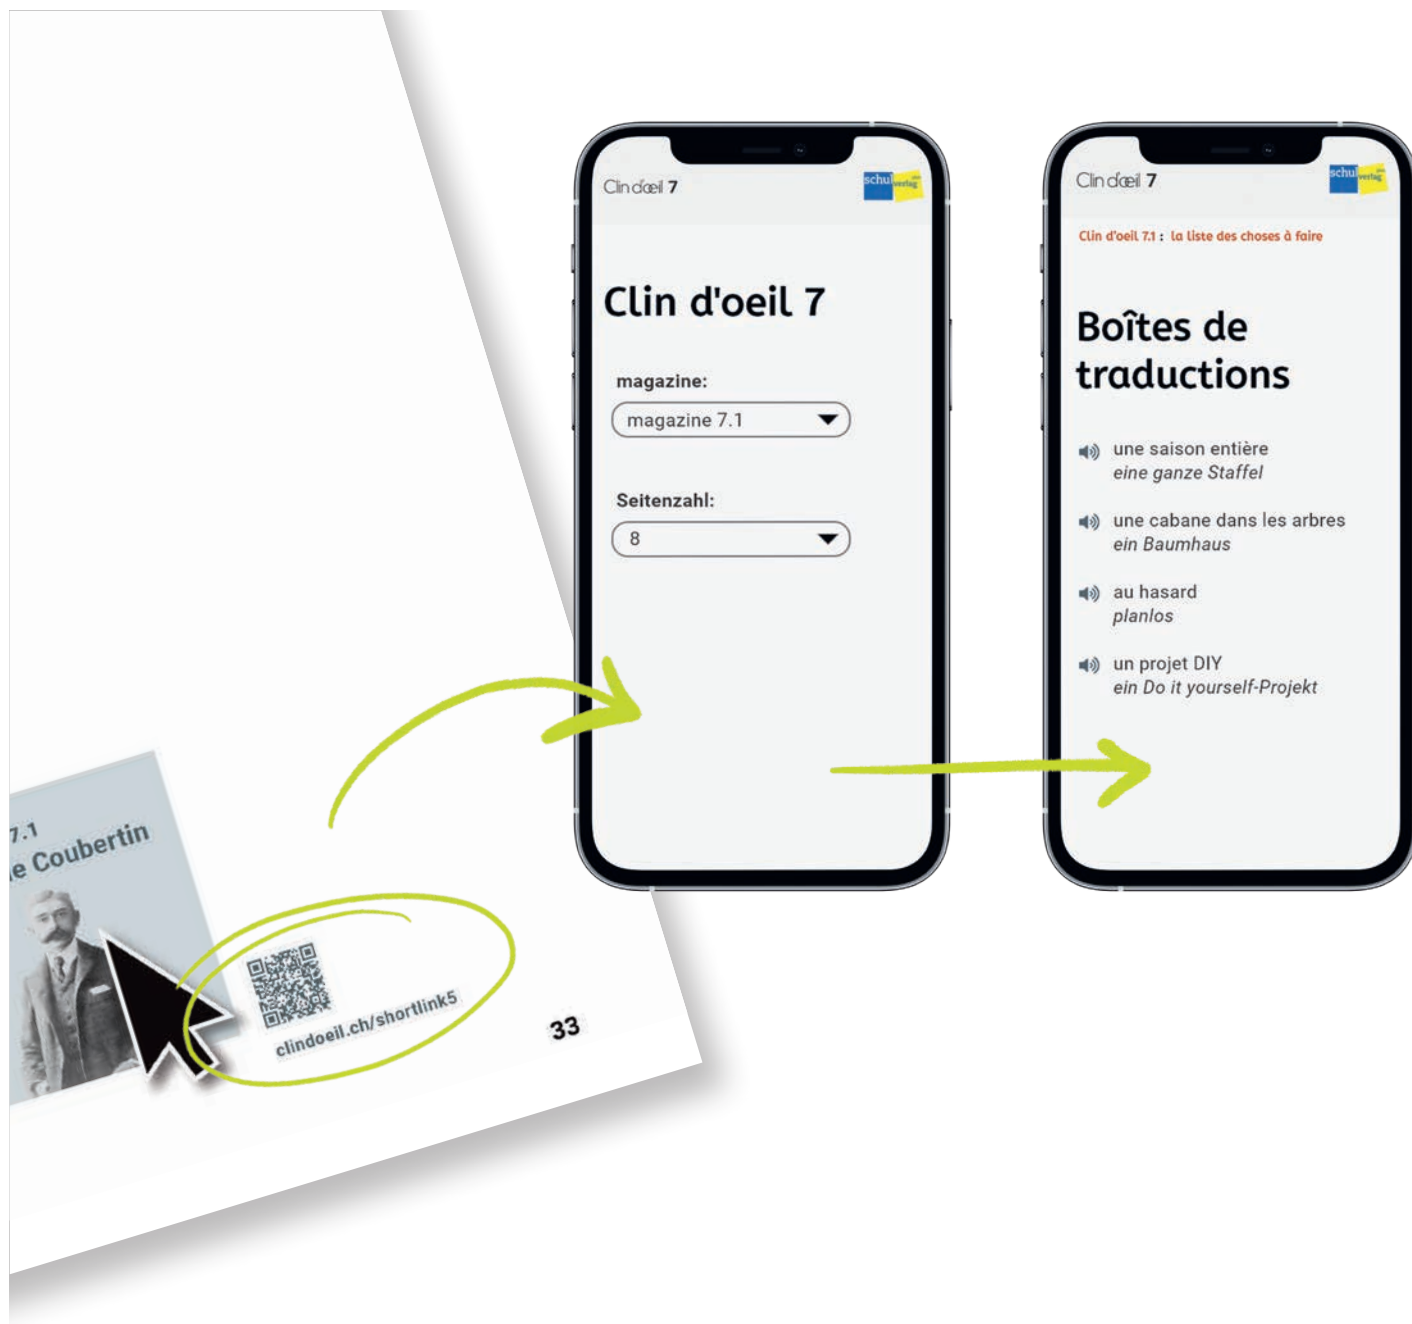 7.1
e Coubertin
clindoeil.ch/shortlink5
33
Clin d'œil 7
schulverlag plus
Clin d'oeil 7
magazine:
magazine 7.1
Seitenzahl:
8
Clin d'œil 7
schulverlag plus
Clin d'oeil 7.1 : la liste des choses à faire
Boîtes de
traductions
une saison entière
eine ganze Staffel
une cabane dans les arbres
ein Baumhaus
au hasard
planlos
un projet DIY
ein Do it yourself-Projekt